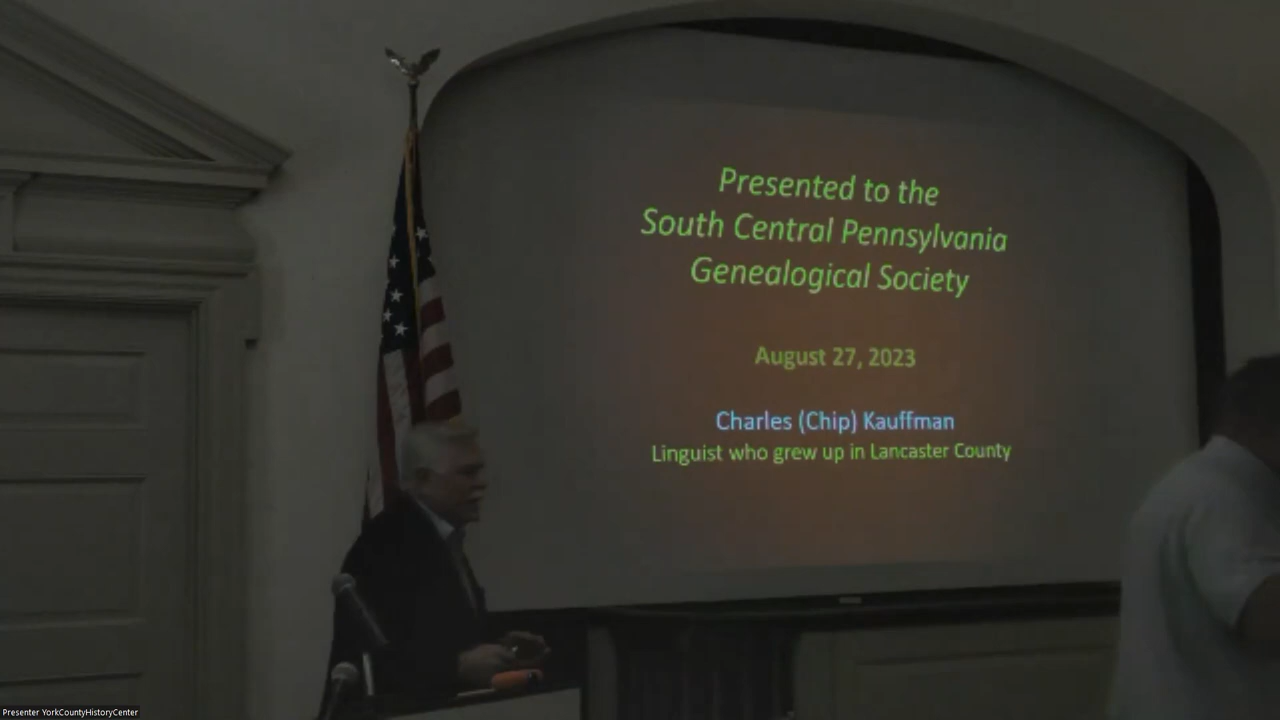 Presented to the
South Central Pennsylvania
Genealogical Society
August 27, 2023
Charles (Chip) Kauffman
Linguist who grew up in Lancaster County
Presenter YorkCountyHistoryCenter